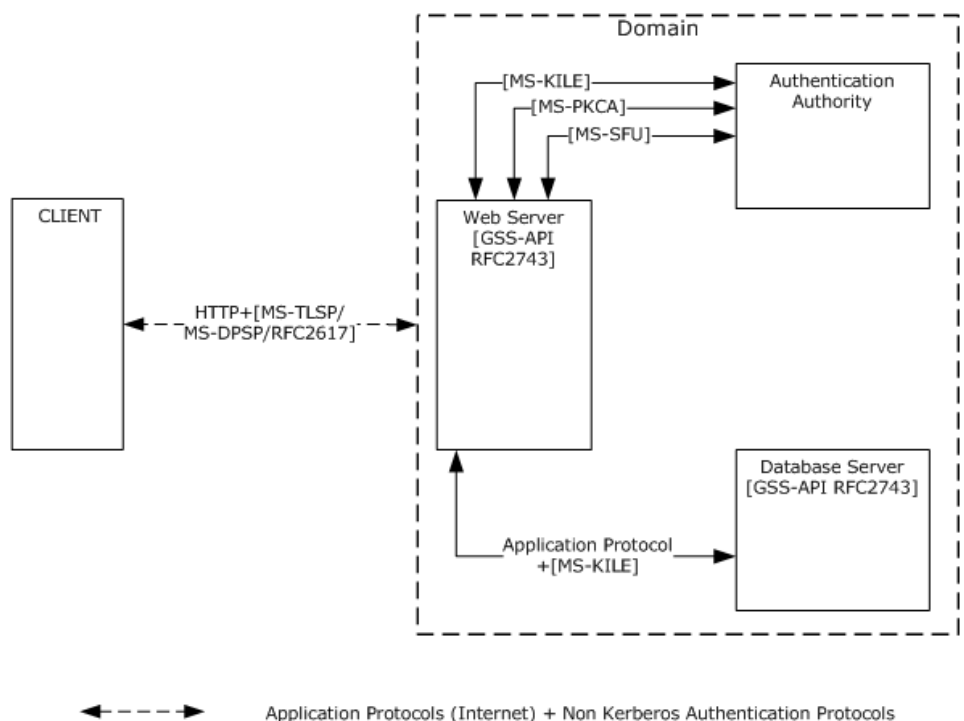 Domain
[MS-KILE]
[MS-PKCA]
[MS-SFU]
Authentication
Authority
CLIENT
Web Server
[GSS-API
RFC2743]
HTTP+[MS-TLSP/
MS-DPSP/RFC2617]
Database Server
[GSS-API RFC2743]
Application Protocol
+[MS-KILE]
Application Protocols (Internet) + Non Kerberos Authentication Protocols